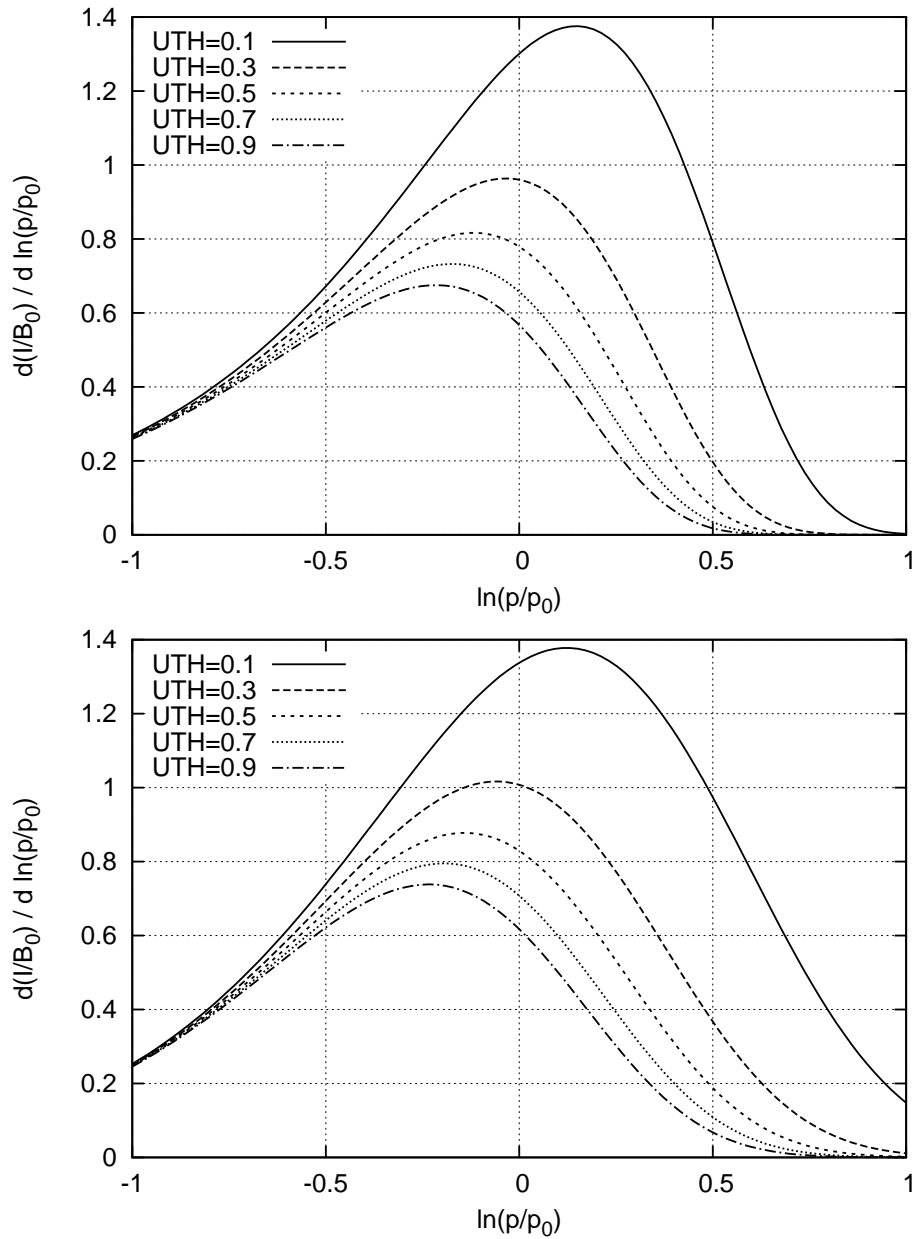 1.4
1.2
1
0.8
0.6
0.4
0.2
0
UTH=0.1
UTH=0.3
UTH=0.5
UTH=0.7
UTH=0.9
d(I/B0) / d ln(p/p0)
-1
-0.5
0
0.5
1
ln(p/p0)
1.4
1.2
1
0.8
0.6
0.4
0.2
0
UTH=0.1
UTH=0.3
UTH=0.5
UTH=0.7
UTH=0.9
d(I/B0) / d ln(p/p0)
-1
-0.5
0
0.5
1
ln(p/p0)